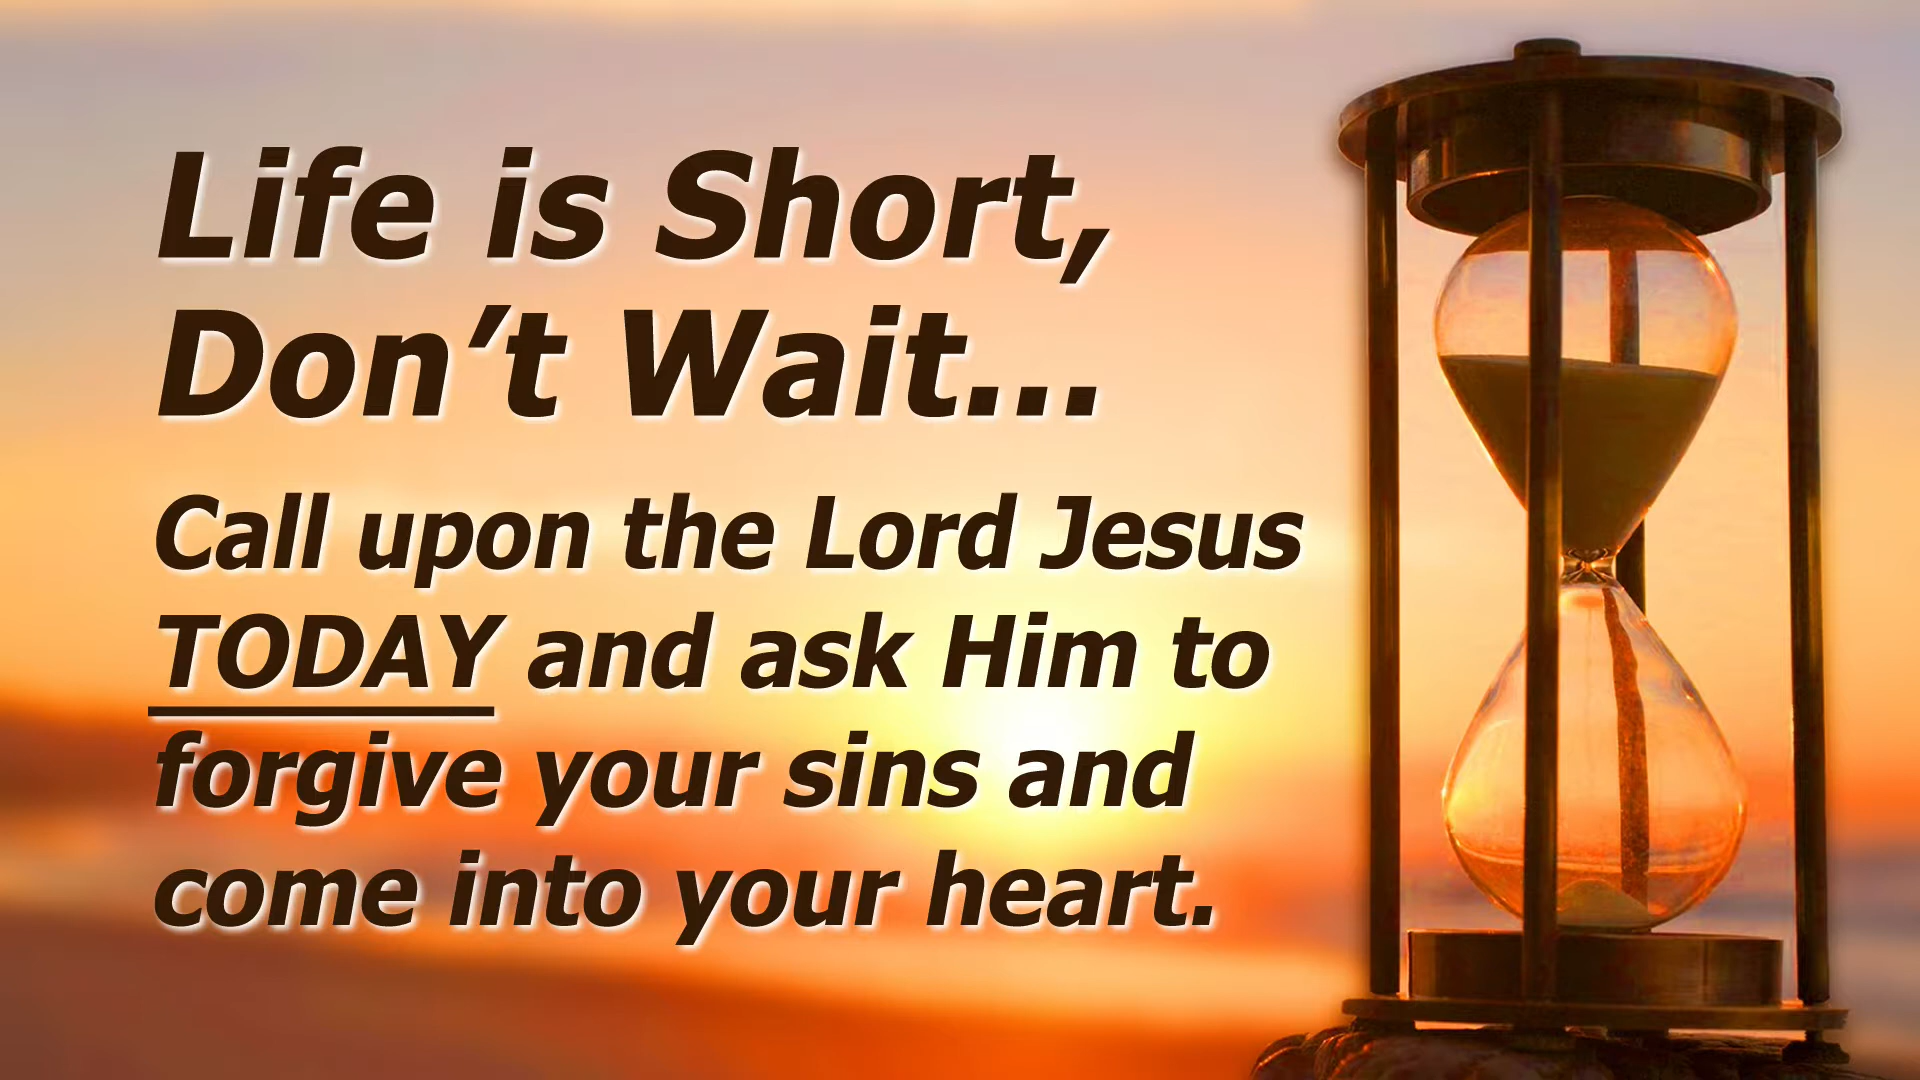 Life is Short,
Don’t Wait...
Call upon the Lord Jesus
TODAY and ask Him to
forgive your sins and
come into your heart.